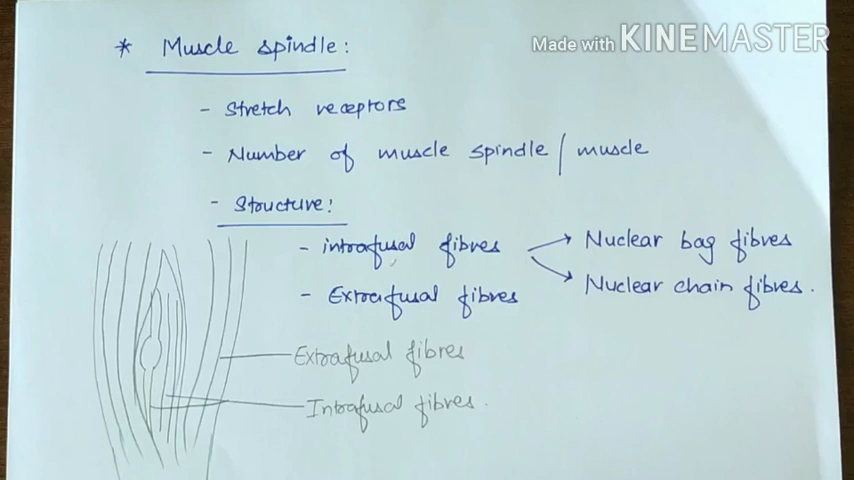 Made with KINEMASTER
* Muscle spindle:
- Stretch receptors
- Number of muscle spindle / muscle
- Structure:
- intrafusal fibres → Nuclear bag fibres
→ Nuclear chain fibres.
- Extrafusal fibres
Extrafusal fibres
Intrafusal fibres.